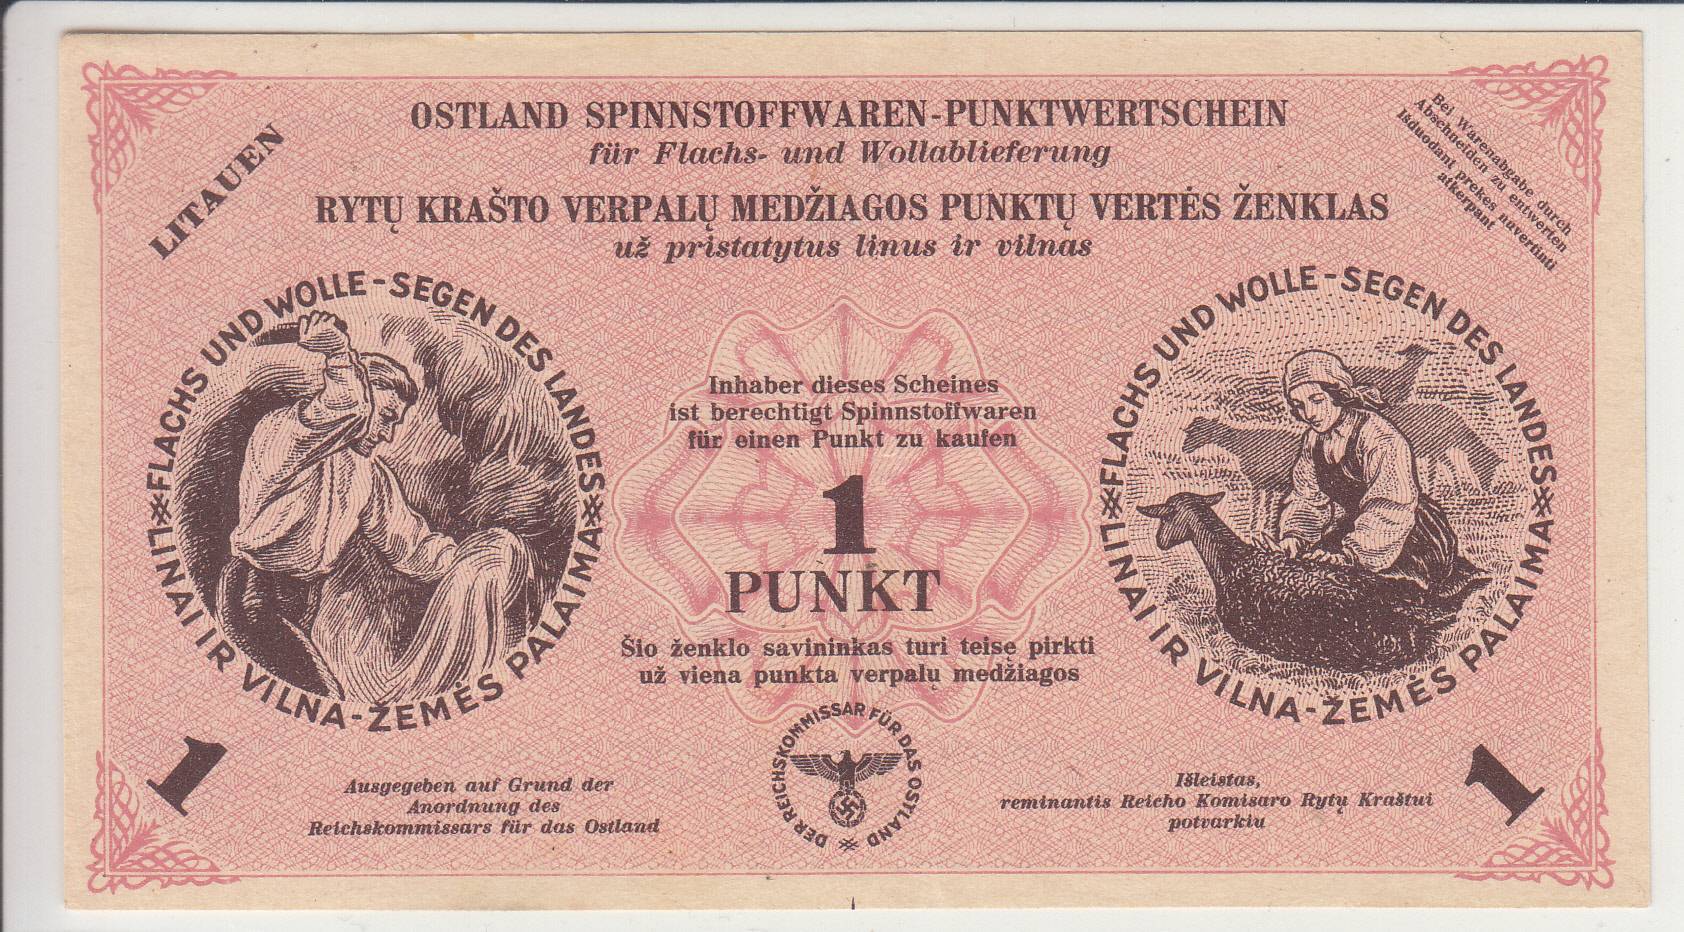 OSTLAND SPINNSTOFFWAREN-PUNKTWERTSCHEIN
für Flachs- und Wollablieferung
RYTŲ KRAŠTO VERPALŲ MEDŽIAGOS PUNKTŲ VERTĖS ŽENKLAS
už pristatytus linus ir vilnas
LITAUEN
Bei Warenabgabe durch
Abschneiden zu entwerten
Išduodant prekes nuvertinti
atkerpant
FLACHS UND WOLLE-SEGEN DES LANDES
LINAI IR VILNA-ŽEMĖS PALAIMA
Inhaber dieses Scheines
ist berechtigt Spinnstoffwaren
für einen Punkt zu kaufen
1
PUNKT
Šio ženklo savininkas turi teise pirkti
už viena punkta verpalų medžiagos
FLACHS UND WOLLE-SEGEN DES LANDES
LINAI IR VILNA-ŽEMĖS PALAIMA
1
Ausgegeben auf Grund der
Anordnung des
Reichskommissars für das Ostland
DER REICHSKOMMISSAR FÜR DAS OSTLAND
Išleistas,
reminantis Reicho Komisaro Rytų Kraštui
potvarkiu
1